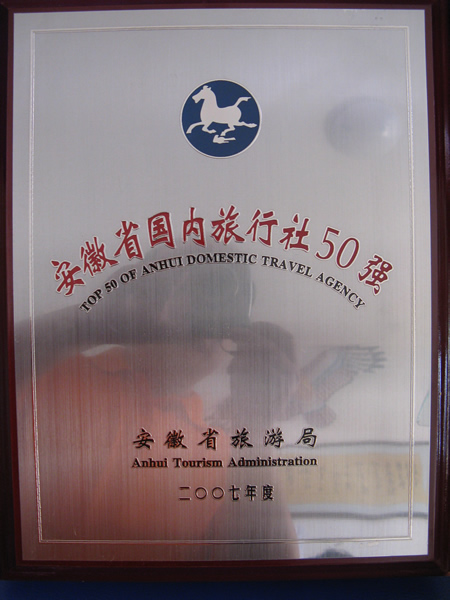 安徽省国内旅行社50强
TOP 50 OF ANHUI DOMESTIC TRAVEL AGENCY
安徽省旅游局
Anhui Tourism Administration
二〇〇七年度